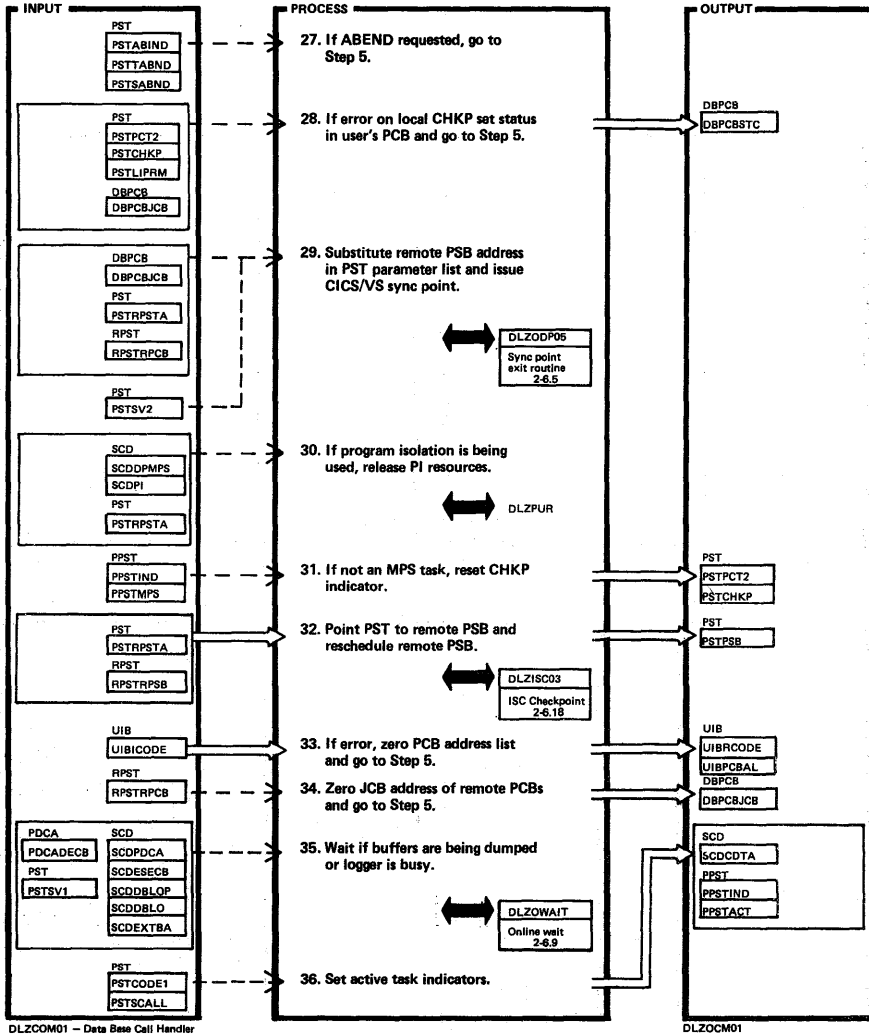 INPUT
PROCESS
OUTPUT
PST
PSTABIND
PSTTABND
PSTSABND
27. If ABEND requested, go to
Step 5.
PST
PSTPCT2
PSTCHKP
PSTLIPRM
DBPCB
DBPCBJCB
28. If error on local CHKP set status
in user's PCB and go to Step 5.
DBPCB
DBPCBSTC
DBPCB
DBPCBJCB
PST
PSTRPSTA
RPST
RPSTRPCB
PST
PSTSV2
29. Substitute remote PSB address
in PST parameter list and issue
CICS/VS sync point.
DLZODP05
Sync point
exit routine
2-6.5
SCD
SCDDPMPS
SCDPI
PST
PSTRPSTA
30. If program isolation is being
used, release PI resources.
DLZPUR
PPST
PPSTIND
PPSTMPS
31. If not an MPS task, reset CHKP
indicator.
PST
PSTPCT2
PSTCHKP
PST
PSTRPSTA
RPST
RPSTRPSB
32. Point PST to remote PSB and
reschedule remote PSB.
DLZISC03
ISC Checkpoint
2-6.18
PST
PSTPSB
UIB
UIBICODE
33. If error, zero PCB address list
and go to Step 5.
UIB
UIBRCODE
UIBPCBAL
RPST
RPSTRPCB
34. Zero JCB address of remote PCBs
and go to Step 5.
DBPCB
DBPCBJCB
PDCA
PDCADECB
PST
PSTSV1
SCD
SCDPDCA
SCDESECB
SCDDBLOP
SCDDBLO
SCDEXTBA
35. Wait if buffers are being dumped
or logger is busy.
DLZOWAIT
Online wait
2-6.9
SCD
SCDCDTA
PPST
PPSTIND
PPSTACT
PST
PSTCODE1
PSTSCALL
36. Set active task indicators.
DLZCOM01 – Data Base Call Handler
DLZOCM01